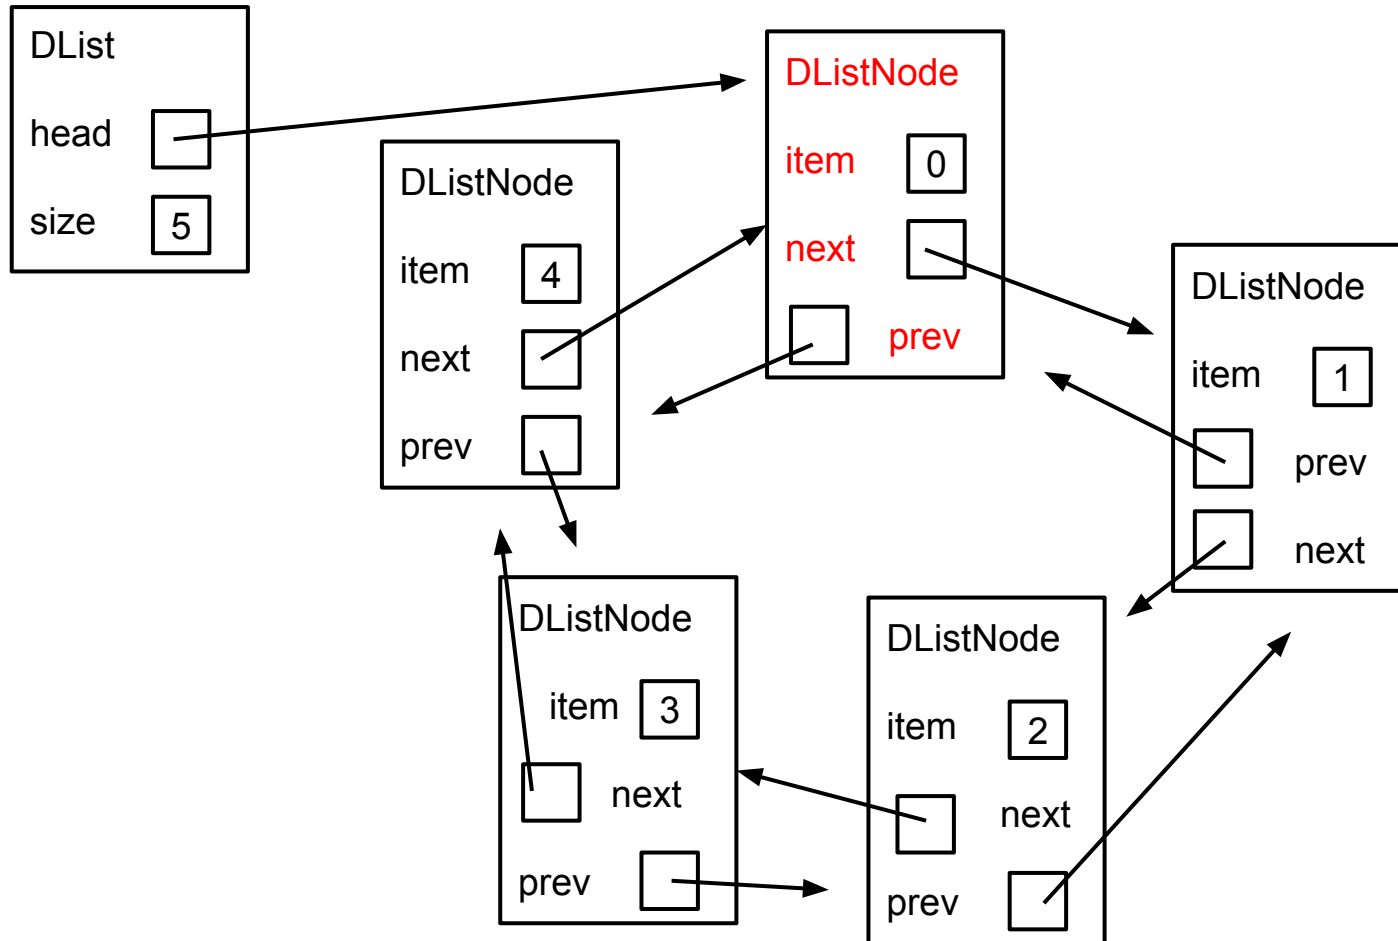 DList
head
size 5
DListNode
item 4
next
prev
DListNode
item 0
next
prev
DListNode
item 1
prev
next
DListNode
item 3
next
prev
DListNode
item 2
next
prev